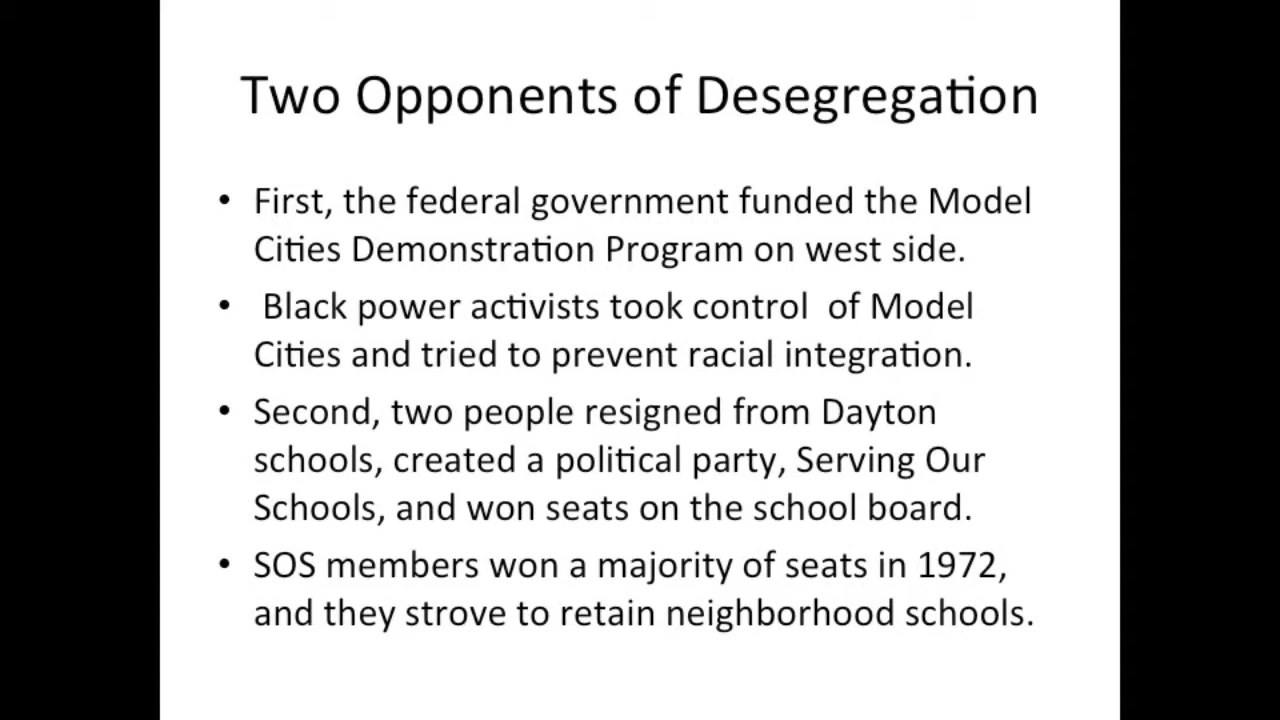 Two Opponents of Desegregation
• First, the federal government funded the Model
Cities Demonstration Program on west side.
• Black power activists took control of Model
Cities and tried to prevent racial integration.
• Second, two people resigned from Dayton
schools, created a political party, Serving Our
Schools, and won seats on the school board.
• SOS members won a majority of seats in 1972,
and they strove to retain neighborhood schools.